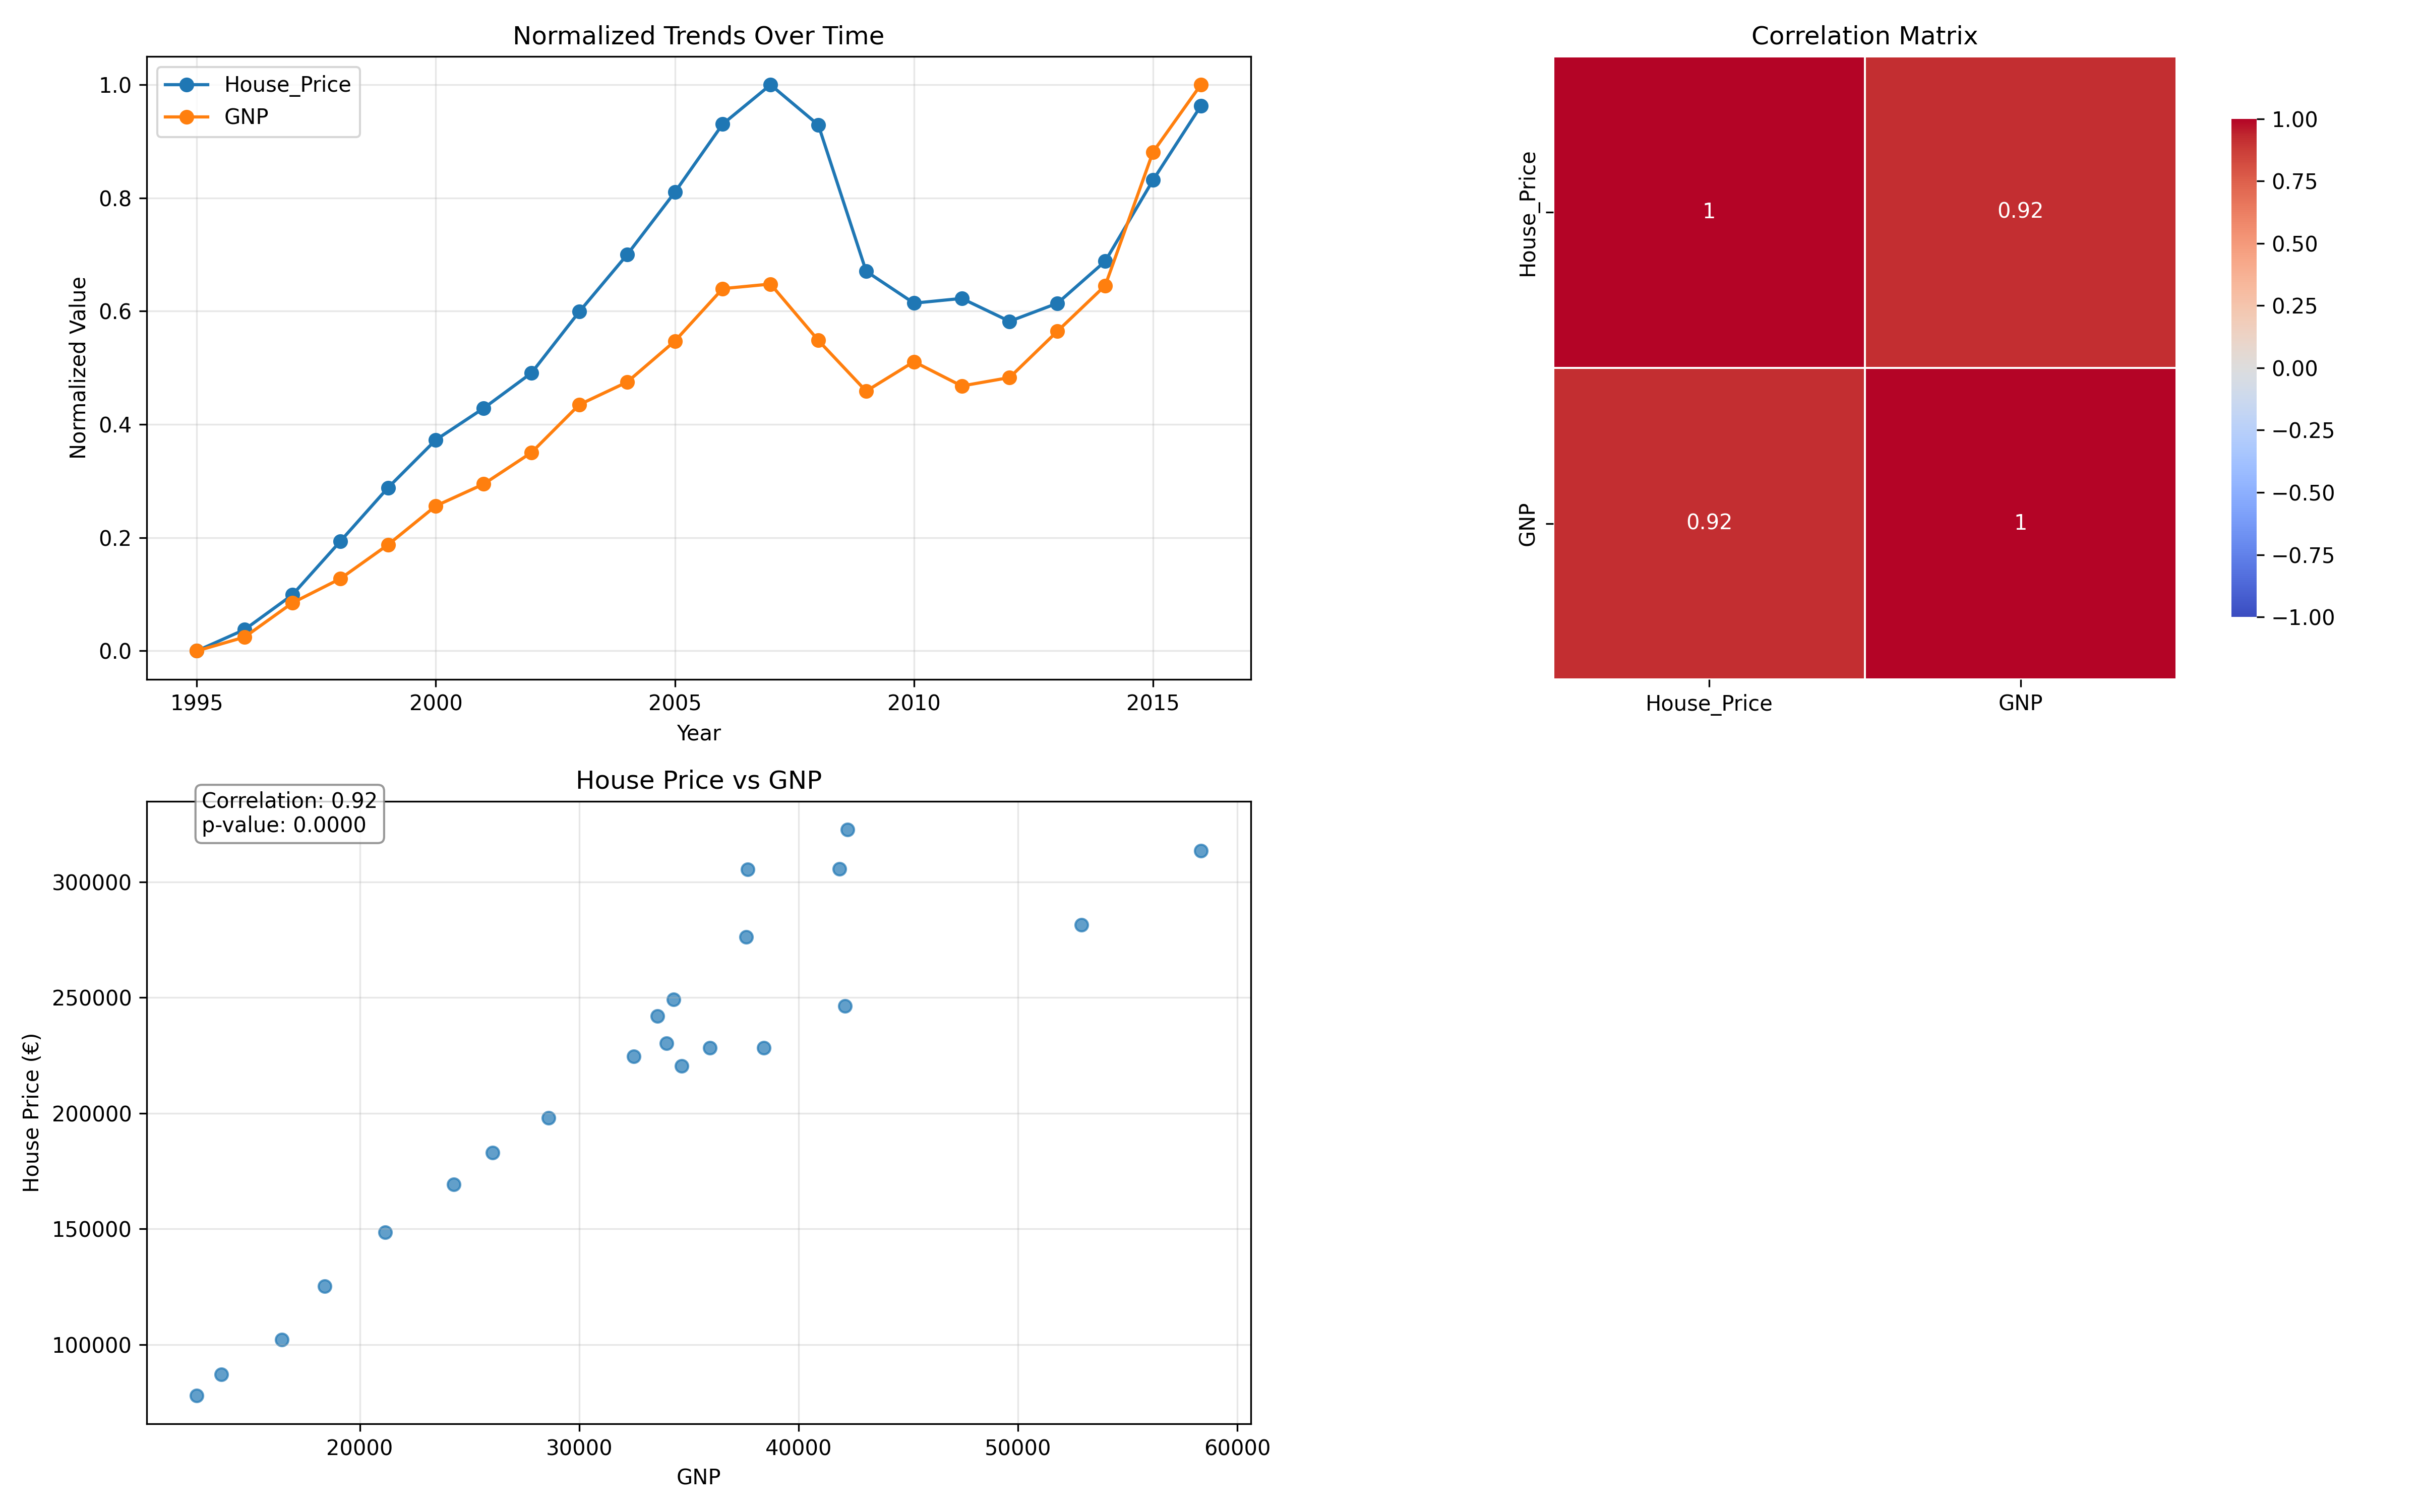 Normalized Trends Over Time
House_Price
GNP
1.0
0.8
0.6
0.4
0.2
0.0
Normalized Value
1995 2000 2005 2010 2015
Year
Correlation Matrix
House_Price
GNP
1 0.92
0.92 1
House_Price GNP
1.00
0.75
0.50
0.25
0.00
−0.25
−0.50
−0.75
−1.00
House Price vs GNP
Correlation: 0.92
p-value: 0.0000
300000
250000
200000
150000
100000
House Price (€)
20000 30000 40000 50000 60000
GNP